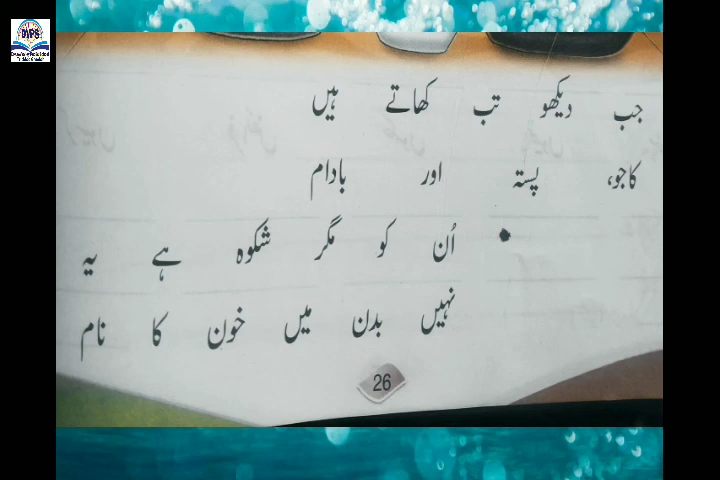 DAPS
جب دیکھو تب کھاتے ہیں
کاجو، پستہ اور بادام
اُن کو مگر شکوہ ہے یہ
نہیں بدن میں خون کا نام
26